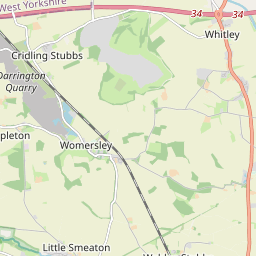 West Yorkshire
34
34
Whitley
Cridling Stubbs
Darrington
Quarry
pleton
Womersley
Little Smeaton